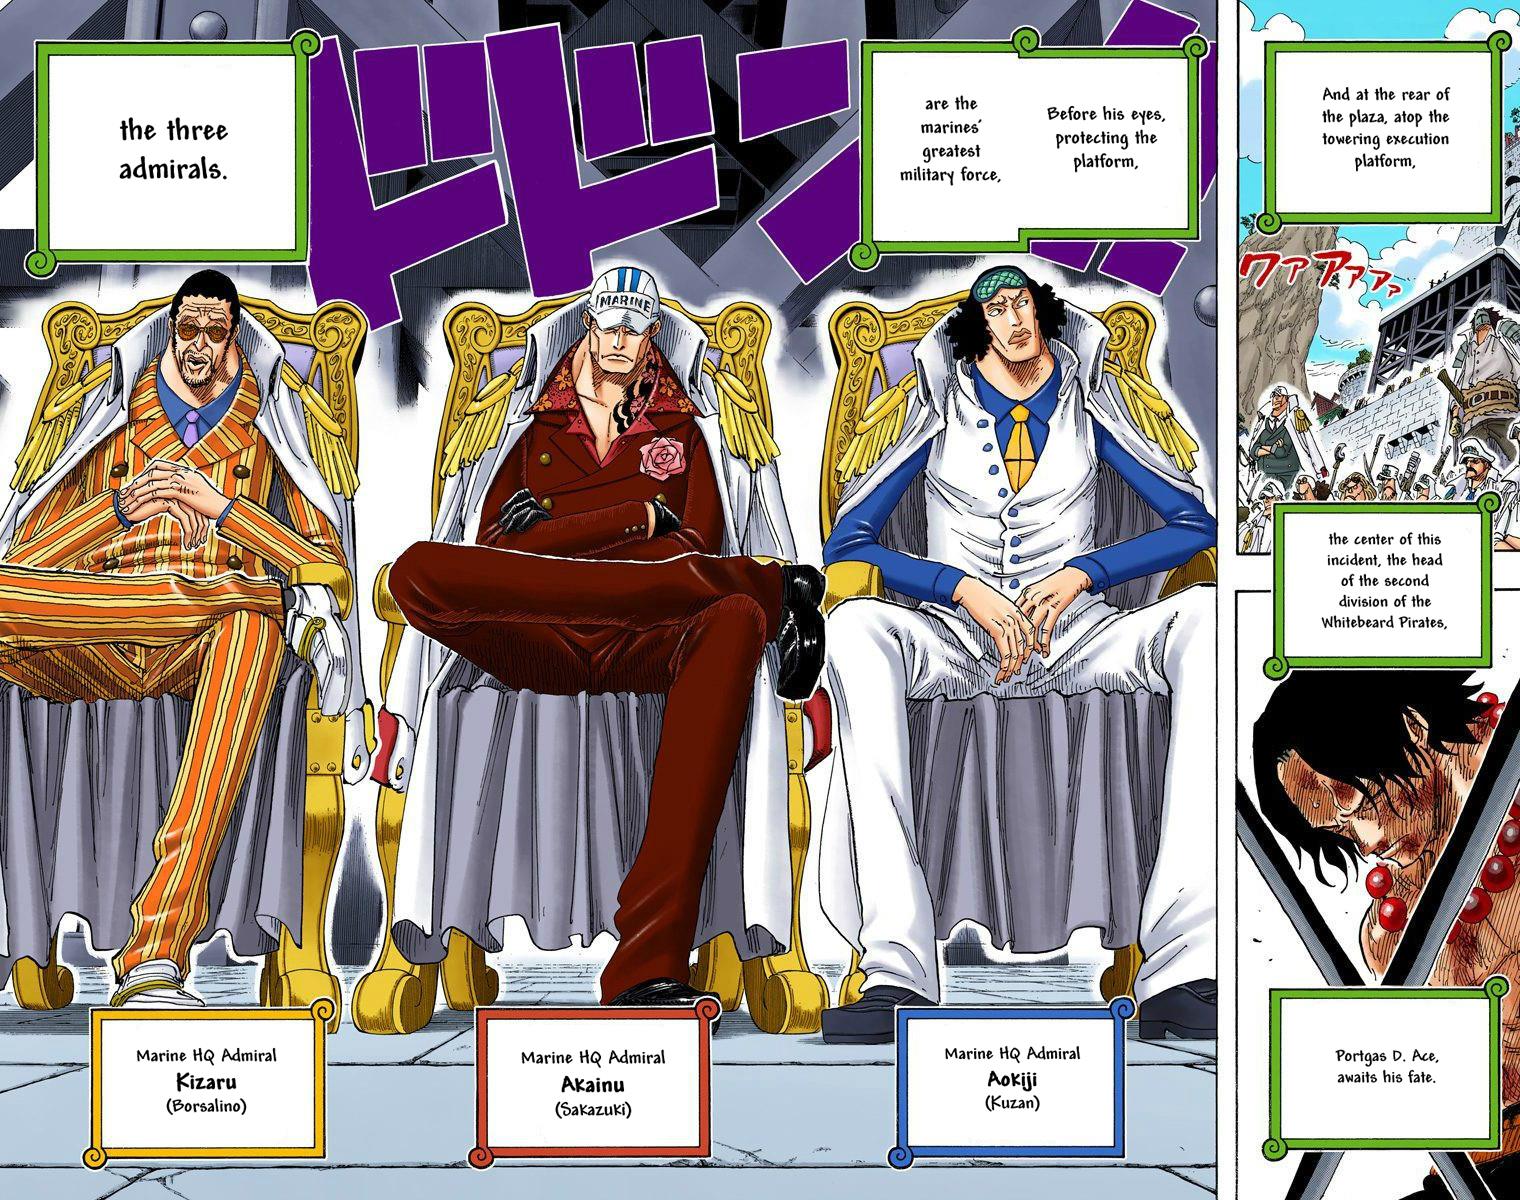 And at the rear of
the plaza, atop the
towering execution
platform,
ワアアアア
the center of this
incident, the head
of the second
division of the
Whitebeard Pirates,
Portgas D. Ace,
awaits his fate.
Before his eyes,
protecting the
platform,
are the
marines'
greatest
military force,
ドドン
the three
admirals.
MARINE
Marine HQ Admiral
Aokiji
(Kuzan)
Marine HQ Admiral
Akainu
(Sakazuki)
Marine HQ Admiral
Kizaru
(Borsalino)